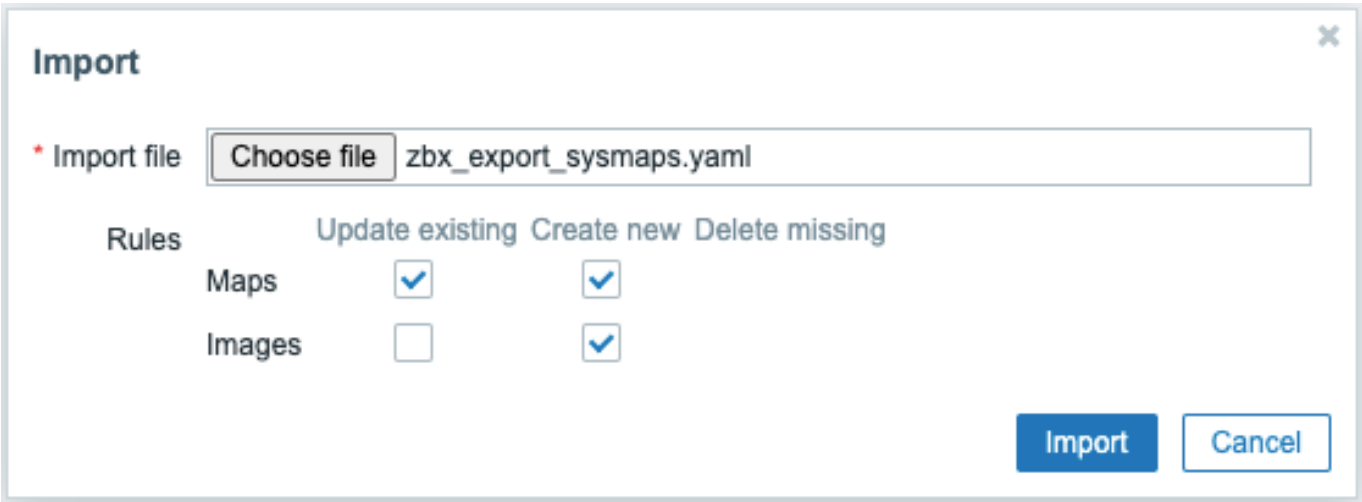 Import
* Import file Choose file zbx_export_sysmaps.yaml
Rules Update existing Create new Delete missing
Maps
Images
Import Cancel